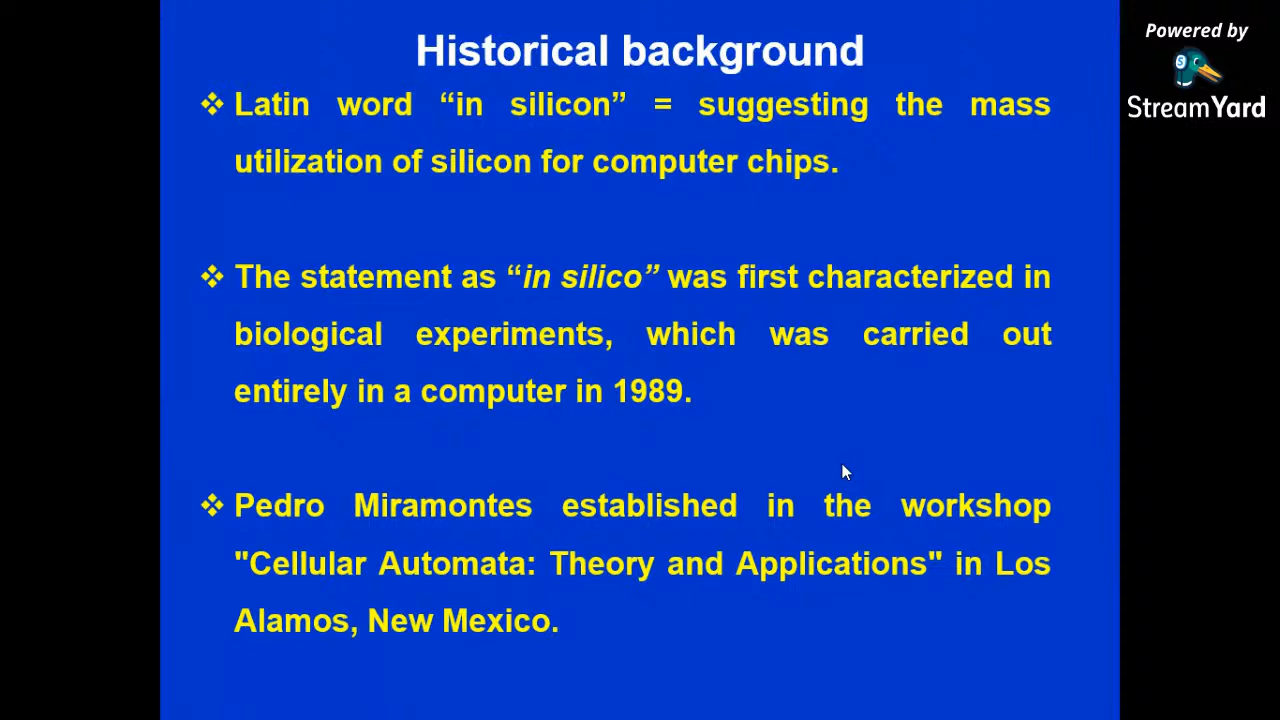 Historical background
Powered by
StreamYard
❖ Latin word “in silicon” = suggesting the mass
utilization of silicon for computer chips.
❖ The statement as “in silico” was first characterized in
biological experiments, which was carried out
entirely in a computer in 1989.
❖ Pedro Miramontes established in the workshop
"Cellular Automata: Theory and Applications" in Los
Alamos, New Mexico.